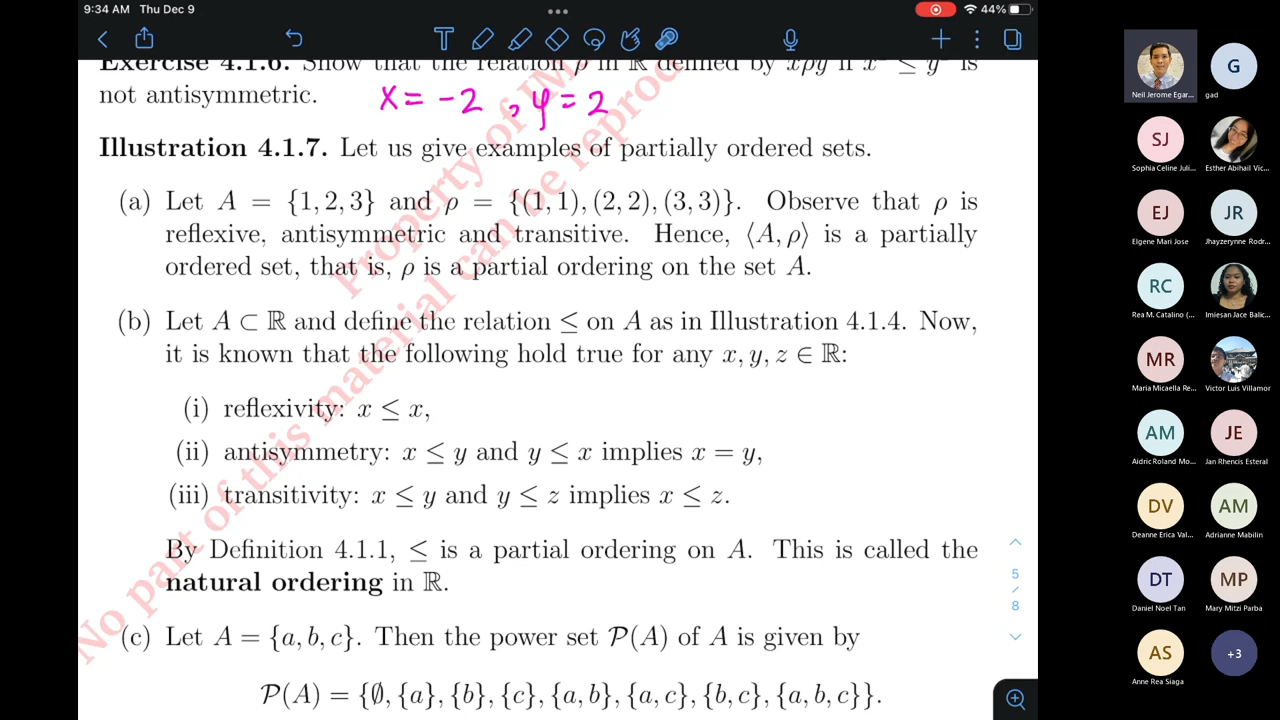 9:34 AM Thu Dec 9
44%
Exercise 4.1.6. Show that the relation ρ in ℝ defined by xρy if x ≤ y is
not antisymmetric. x = -2 , y = 2
Illustration 4.1.7. Let us give examples of partially ordered sets.
(a) Let A = {1, 2, 3} and ρ = {(1, 1), (2, 2), (3, 3)}. Observe that ρ is
reflexive, antisymmetric and transitive. Hence, ⟨A, ρ⟩ is a partially
ordered set, that is, ρ is a partial ordering on the set A.
(b) Let A ⊂ ℝ and define the relation ≤ on A as in Illustration 4.1.4. Now,
it is known that the following hold true for any x, y, z ∈ ℝ:
(i) reflexivity: x ≤ x,
(ii) antisymmetry: x ≤ y and y ≤ x implies x = y,
(iii) transitivity: x ≤ y and y ≤ z implies x ≤ z.
By Definition 4.1.1, ≤ is a partial ordering on A. This is called the
natural ordering in ℝ.
(c) Let A = {a, b, c}. Then the power set 𝒫(A) of A is given by
𝒫(A) = {∅, {a}, {b}, {c}, {a, b}, {a, c}, {b, c}, {a, b, c}}.
5
/
8
Property of IM
No part of this material can be reprod
Neil Jerome Egar...
G
gad
SJ
Sophia Celine Juli...
Esther Abihail Vic...
EJ
Elgene Mari Jose
JR
Jhayzerynne Rodr...
RC
Rea M. Catalino (...
Imiesan Jace Balic...
MR
Maria Micaella Re...
Victor Luis Villamor
AM
Aidric Roland Mo...
JE
Jan Rhencis Esteral
DV
Deanne Erica Val...
AM
Adrianne Mabilin
DT
Daniel Noel Tan
MP
Mary Mitzi Parba
AS
Anne Rea Siaga
+3